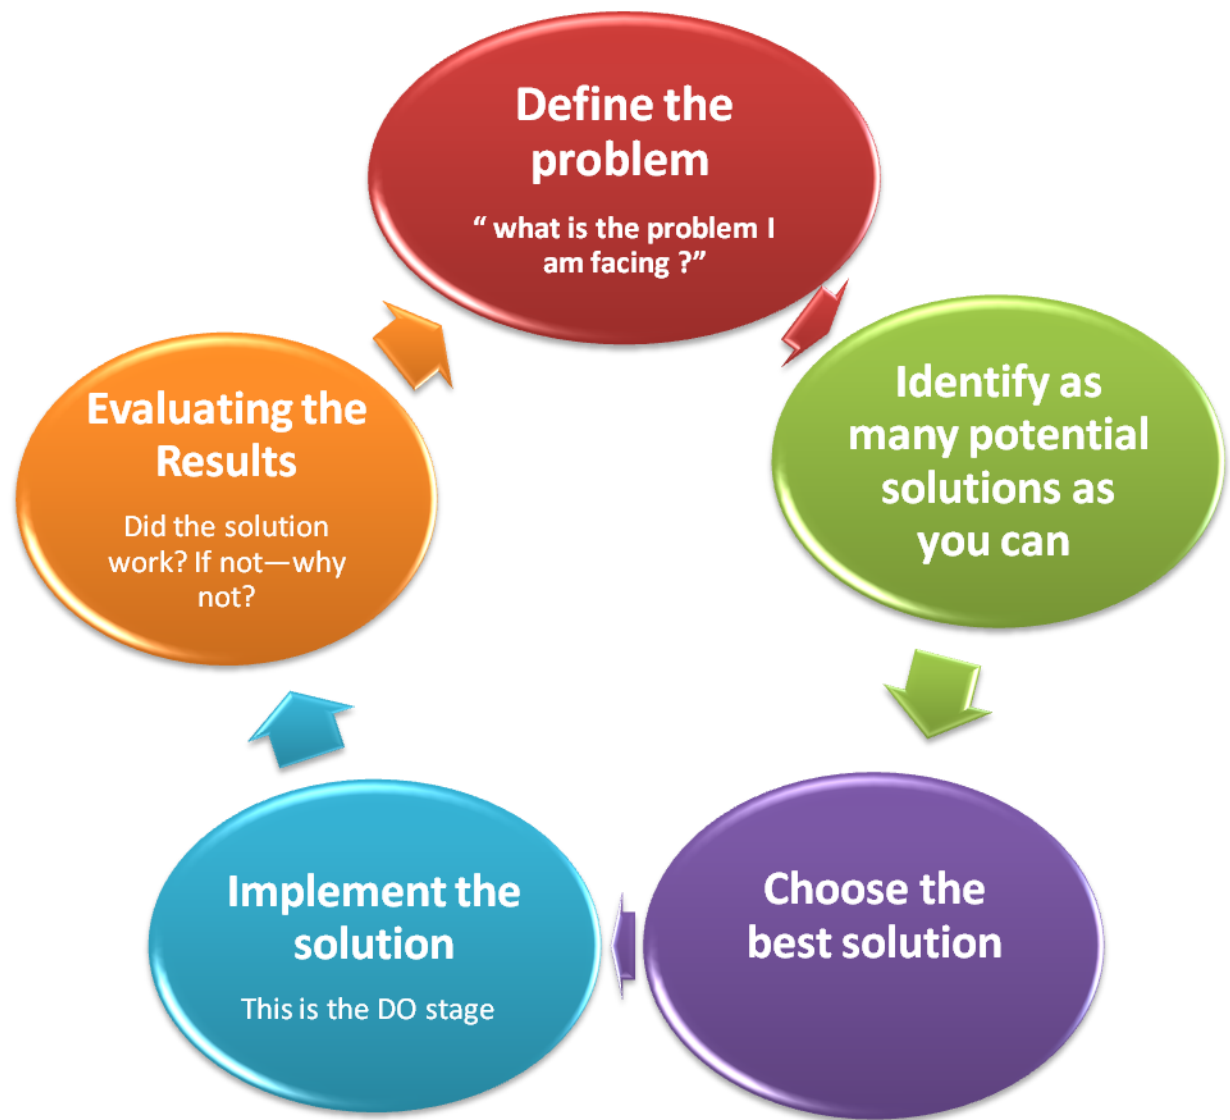 Define the
problem
“ what is the problem I
am facing ?”
Identify as
many potential
solutions as
you can
Choose the
best solution
Implement the
solution
This is the DO stage
Evaluating the
Results
Did the solution
work? If not—why
not?